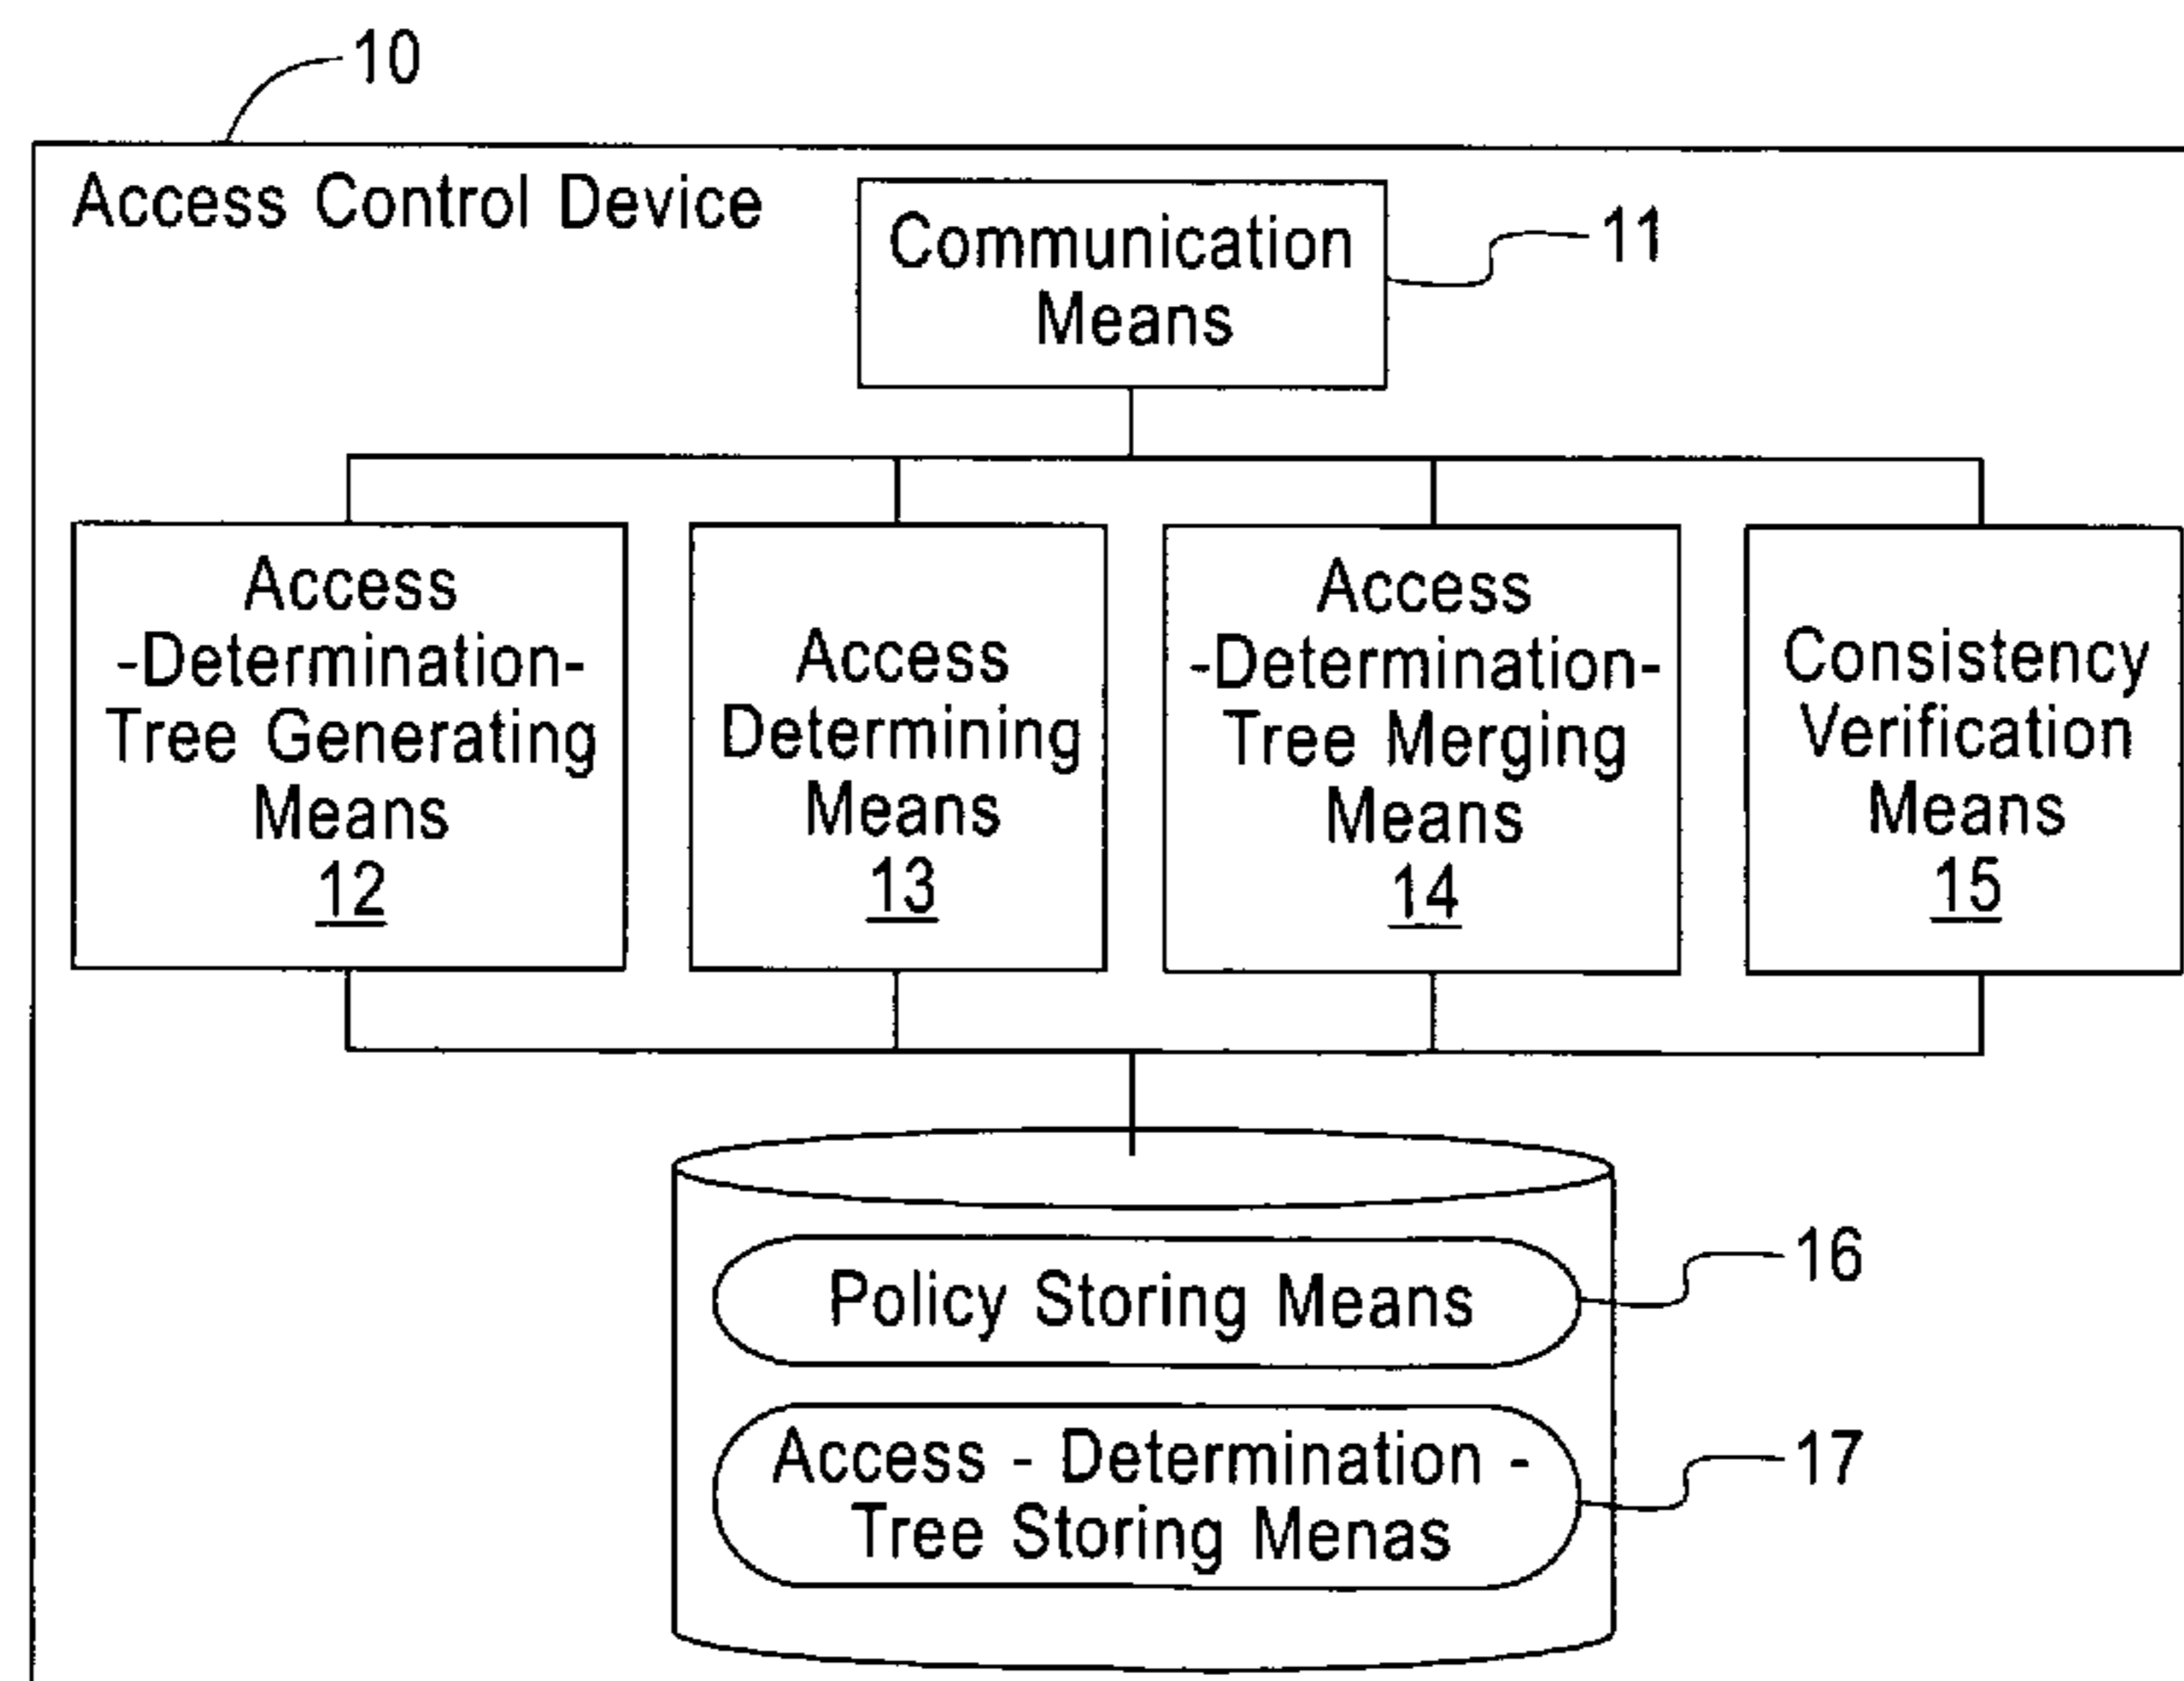 10
Access Control Device
Communication
Means
11
Access
-Determination-
Tree Generating
Means
12
Access
Determining
Means
13
Access
-Determination-
Tree Merging
Means
14
Consistency
Verification
Means
15
Policy Storing Means
16
Access - Determination -
Tree Storing Menas
17